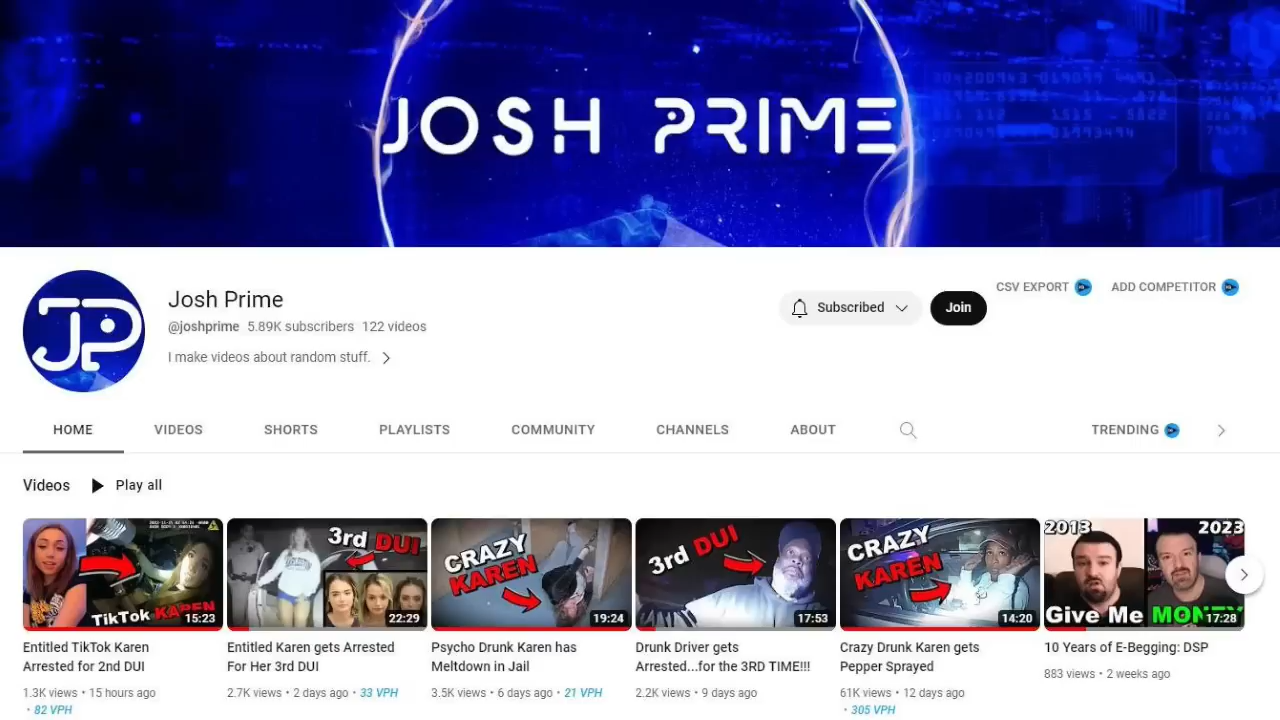 JOSH PRIME
Josh Prime
@joshprime 5.89K subscribers 122 videos
I make videos about random stuff.
Subscribed
Join
CSV EXPORT
ADD COMPETITOR
HOME
VIDEOS
SHORTS
PLAYLISTS
COMMUNITY
CHANNELS
ABOUT
TRENDING
Videos
Play all
TikTok KAREN
15:23
Entitled TikTok Karen
Arrested for 2nd DUI
1.3K views • 15 hours ago
• 82 VPH
3rd DUI
22:29
Entitled Karen gets Arrested
For Her 3rd DUI
2.7K views • 2 days ago • 33 VPH
CRAZY
KAREN
19:24
Psycho Drunk Karen has
Meltdown in Jail
3.5K views • 6 days ago • 21 VPH
3rd DUI
17:53
Drunk Driver gets
Arrested...for the 3RD TIME!!!
2.2K views • 9 days ago
CRAZY
KAREN
14:20
Crazy Drunk Karen gets
Pepper Sprayed
61K views • 12 days ago
• 305 VPH
2013
2023
Give Me MONEY
17:28
10 Years of E-Begging: DSP
883 views • 2 weeks ago